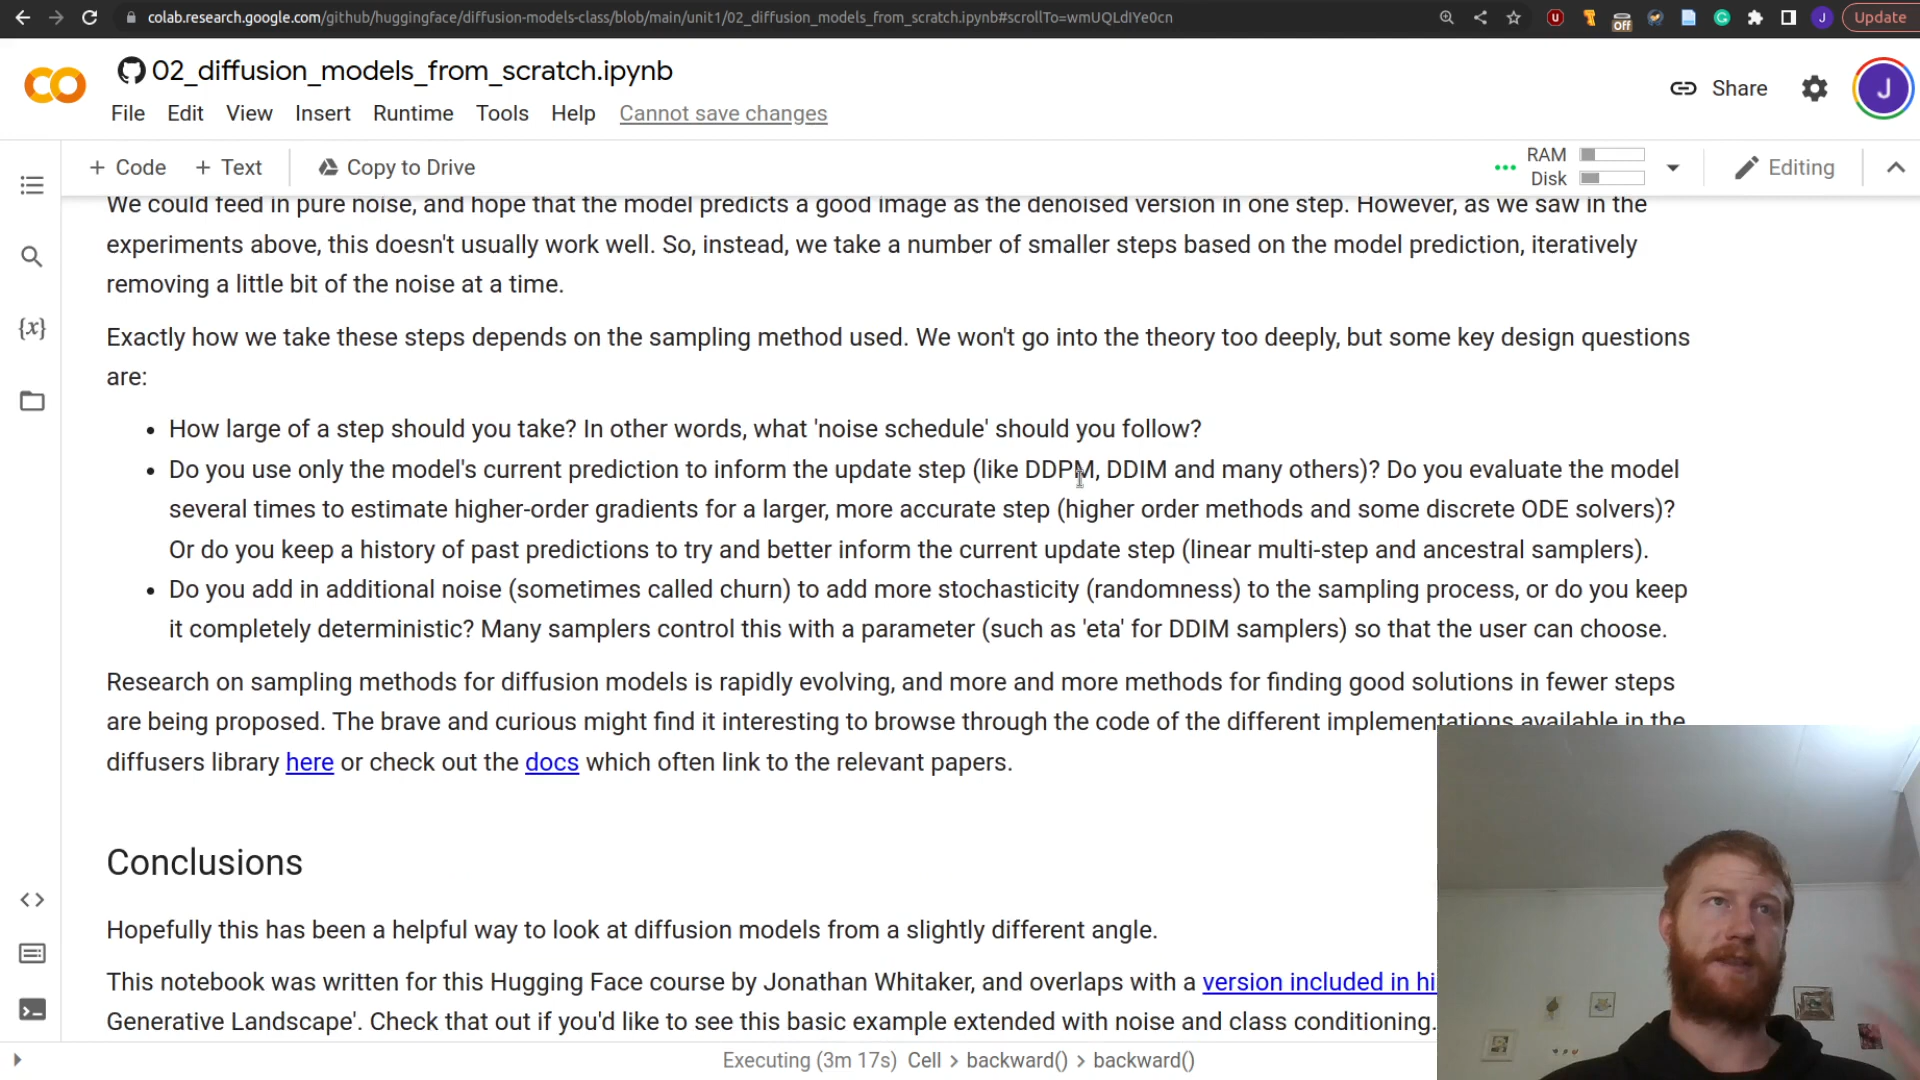 colab.research.google.com/github/huggingface/diffusion-models-class/blob/main/unit1/02_diffusion_models_from_scratch.ipynb#scrollTo=wmUQLdIYe0cn
Off
J
Update
02_diffusion_models_from_scratch.ipynb
Share
J
File Edit View Insert Runtime Tools Help Cannot save changes
+ Code + Text Copy to Drive
RAM
Disk
Editing
We could feed in pure noise, and hope that the model predicts a good image as the denoised version in one step. However, as we saw in the
experiments above, this doesn't usually work well. So, instead, we take a number of smaller steps based on the model prediction, iteratively
removing a little bit of the noise at a time.
Exactly how we take these steps depends on the sampling method used. We won't go into the theory too deeply, but some key design questions
are:
• How large of a step should you take? In other words, what 'noise schedule' should you follow?
• Do you use only the model's current prediction to inform the update step (like DDPM, DDIM and many others)? Do you evaluate the model
several times to estimate higher-order gradients for a larger, more accurate step (higher order methods and some discrete ODE solvers)?
Or do you keep a history of past predictions to try and better inform the current update step (linear multi-step and ancestral samplers).
• Do you add in additional noise (sometimes called churn) to add more stochasticity (randomness) to the sampling process, or do you keep
it completely deterministic? Many samplers control this with a parameter (such as 'eta' for DDIM samplers) so that the user can choose.
Research on sampling methods for diffusion models is rapidly evolving, and more and more methods for finding good solutions in fewer steps
are being proposed. The brave and curious might find it interesting to browse through the code of the different implementations available in the
diffusers library here or check out the docs which often link to the relevant papers.
Conclusions
Hopefully this has been a helpful way to look at diffusion models from a slightly different angle.
This notebook was written for this Hugging Face course by Jonathan Whitaker, and overlaps with a version included in hi
Generative Landscape'. Check that out if you'd like to see this basic example extended with noise and class conditioning.
Executing (3m 17s) Cell > backward() > backward()